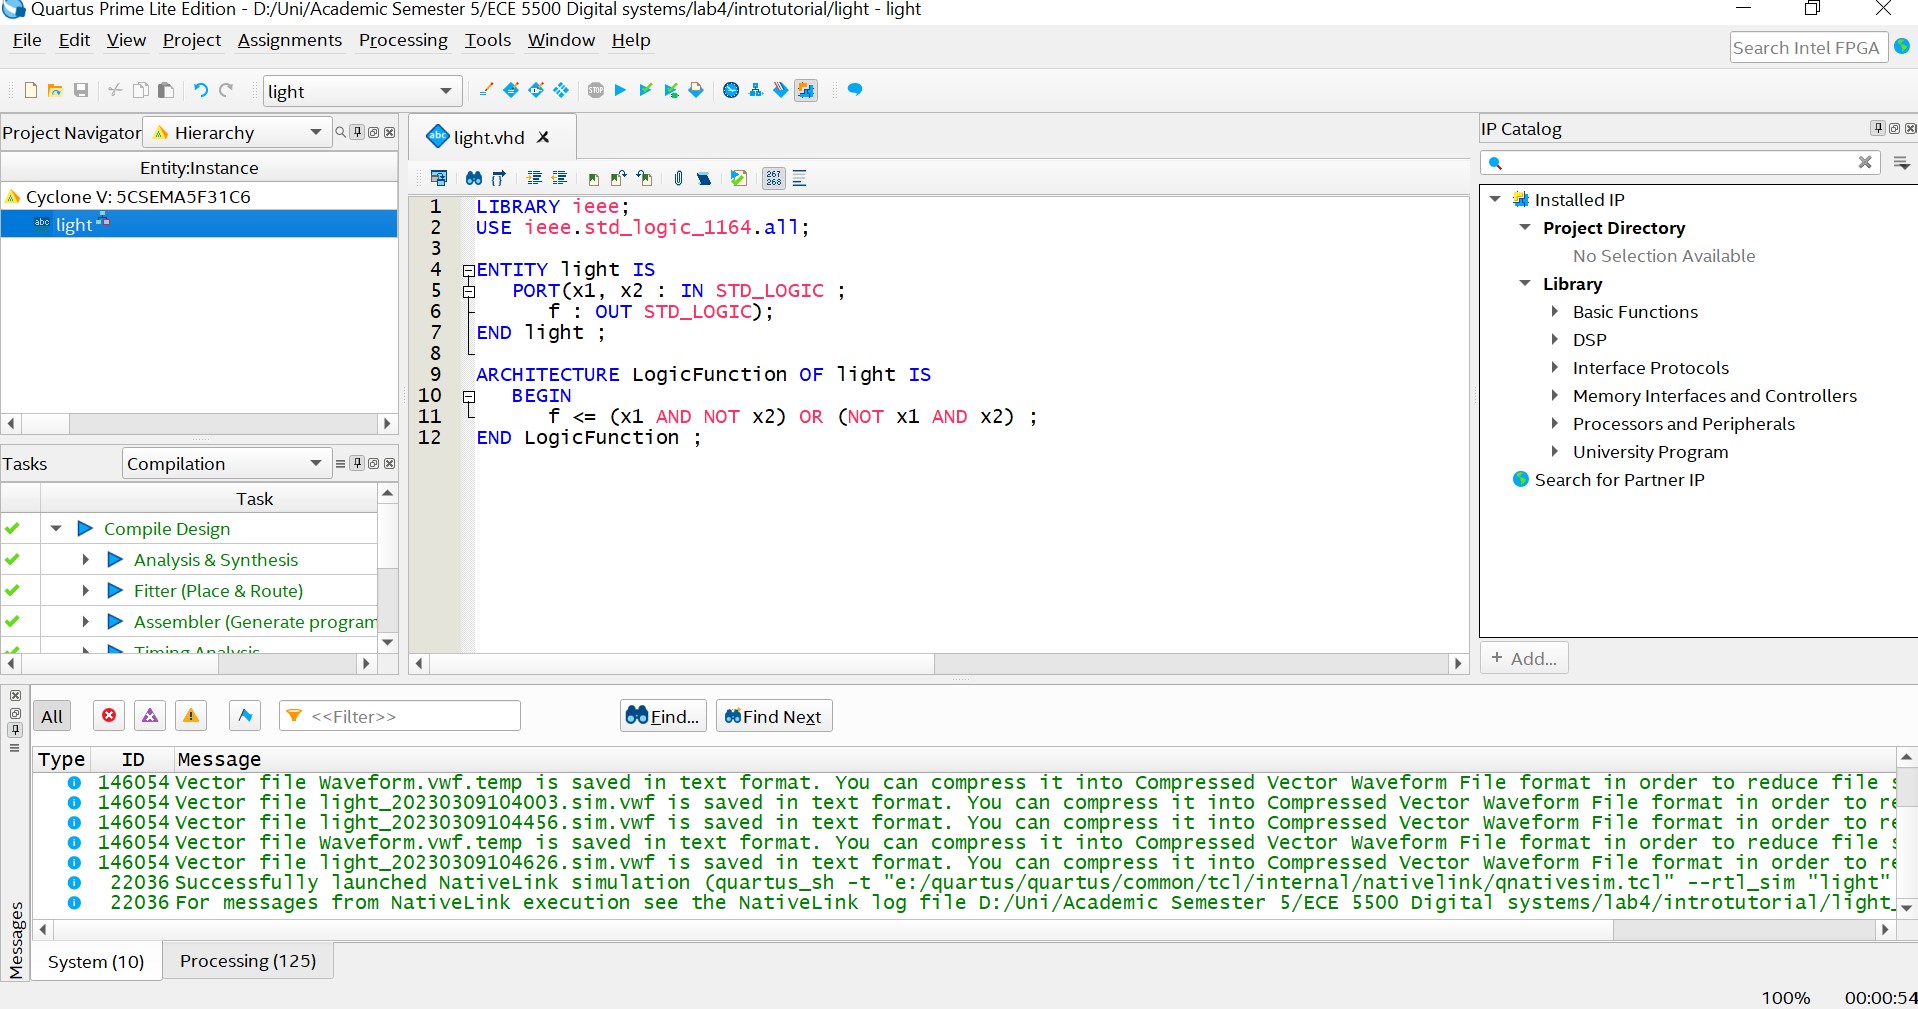 Quartus Prime Lite Edition - D:/Uni/Academic Semester 5/ECE 5500 Digital systems/lab4/introtutorial/light - light
File Edit View Project Assignments Processing Tools Window Help
Search Intel FPGA
light
Project Navigator Hierarchy
Entity:Instance
Cyclone V: 5CSEMA5F31C6
abc light
Tasks Compilation
Task
Compile Design
Analysis & Synthesis
Fitter (Place & Route)
Assembler (Generate program
Timing Analysis
abc light.vhd
267
268
1 LIBRARY ieee;
2 USE ieee.std_logic_1164.all;
3
4 ENTITY light IS
5 PORT(x1, x2 : IN STD_LOGIC ;
6 f : OUT STD_LOGIC);
7 END light ;
8
9 ARCHITECTURE LogicFunction OF light IS
10 BEGIN
11 f <= (x1 AND NOT x2) OR (NOT x1 AND x2) ;
12 END LogicFunction ;
IP Catalog
Installed IP
Project Directory
No Selection Available
Library
Basic Functions
DSP
Interface Protocols
Memory Interfaces and Controllers
Processors and Peripherals
University Program
Search for Partner IP
+ Add...
All <<Filter>> Find... Find Next
Type ID Message
146054 Vector file Waveform.vwf.temp is saved in text format. You can compress it into Compressed Vector Waveform File format in order to reduce file s
146054 Vector file light_20230309104003.sim.vwf is saved in text format. You can compress it into Compressed Vector Waveform File format in order to re
146054 Vector file light_20230309104456.sim.vwf is saved in text format. You can compress it into Compressed Vector Waveform File format in order to re
146054 Vector file Waveform.vwf.temp is saved in text format. You can compress it into Compressed Vector Waveform File format in order to reduce file s
146054 Vector file light_20230309104626.sim.vwf is saved in text format. You can compress it into Compressed Vector Waveform File format in order to re
22036 Successfully launched NativeLink simulation (quartus_sh -t "e:/quartus/quartus/common/tcl/internal/nativelink/qnativesim.tcl" --rtl_sim "light"
22036 For messages from NativeLink execution see the NativeLink log file D:/Uni/Academic Semester 5/ECE 5500 Digital systems/lab4/introtutorial/light_
Messages
System (10) Processing (125)
100% 00:00:54